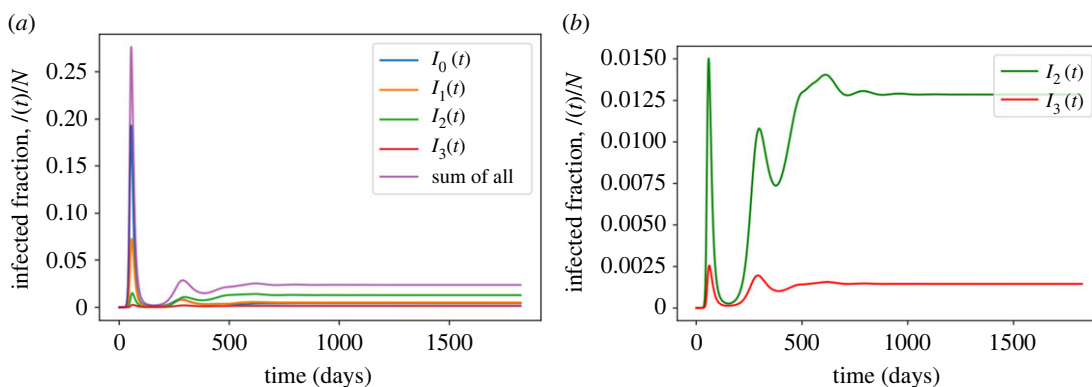 (a)
infected fraction, /(t)/N
0.25
0.20
0.15
0.10
0.05
0
I0 (t)
I1(t)
I2(t)
I3(t)
sum of all
0
500
1000
1500
time (days)
(b)
infected fraction, /(t)/N
0.0150
0.0125
0.0100
0.0075
0.0050
0.0025
0
I2 (t)
I3 (t)
0
500
1000
1500
time (days)